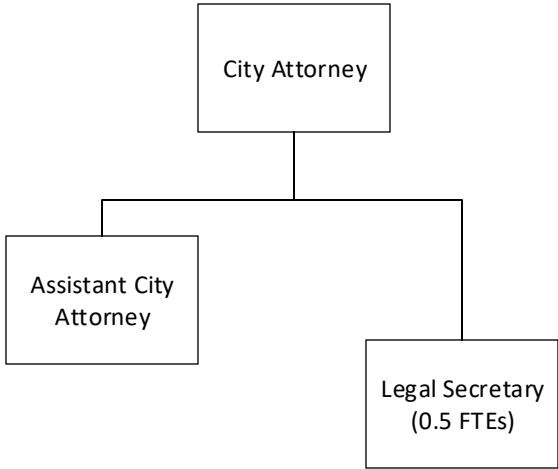 City Attorney
Assistant City
Attorney
Legal Secretary
(0.5 FTEs)